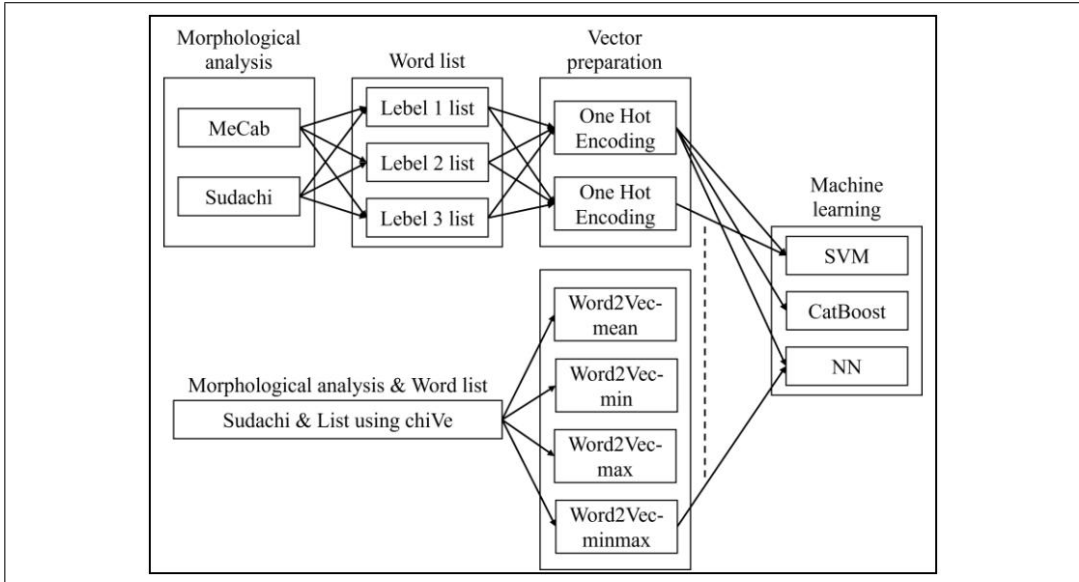 Morphological
analysis
MeCab
Sudachi
Word list
Lebel 1 list
Lebel 2 list
Lebel 3 list
Vector
preparation
One Hot
Encoding
One Hot
Encoding
Machine
learning
SVM
CatBoost
NN
Morphological analysis & Word list
Sudachi & List using chiVe
Word2Vec-
mean
Word2Vec-
min
Word2Vec-
max
Word2Vec-
minmax